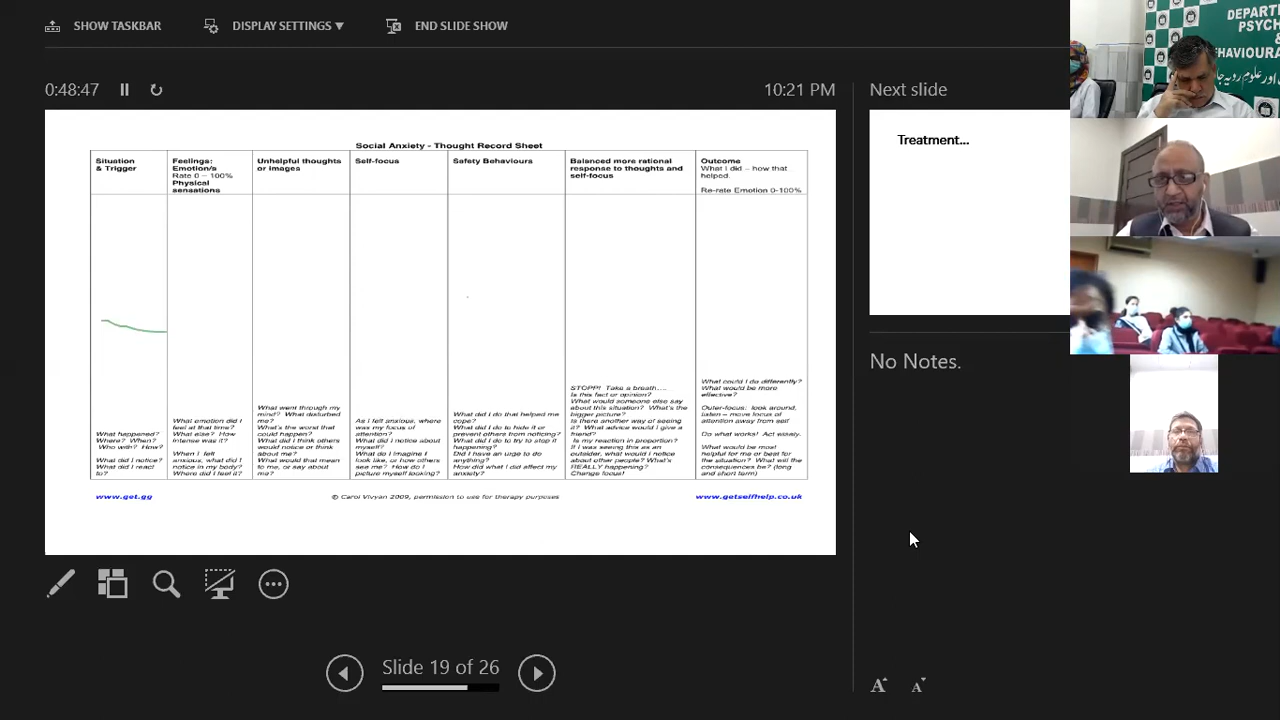 SHOW TASKBAR
DISPLAY SETTINGS ▼
END SLIDE SHOW
0:48:47
10:21 PM
Social Anxiety - Thought Record Sheet
Situation
& Trigger
Feelings:
Emotion/s
Rate 0 – 100%
Physical
sensations
Unhelpful thoughts
or images
Self-focus
Safety Behaviours
Balanced more rational
response to thoughts and
self-focus
Outcome
What I did – how that
helped.
Re-rate Emotion 0-100%
What happened?
Where? When?
Who with? How?
What did I notice?
What did I react
to?
What emotion did I
feel at that time?
What else? How
intense was it?
When I felt
anxious, what did I
notice in my body?
Where did I feel it?
What went through my
mind? What disturbed
me?
What's the worst that
could happen?
What did I think others
would notice or think
about me?
What would that mean
to me, or say about
me?
As I felt anxious, where
was my focus of
attention?
What did I notice about
myself?
What do I imagine I
look like, or how others
see me? How do I
picture myself looking?
What did I do that helped me
cope?
What did I do to hide it or
prevent others from noticing?
What did I do to try to stop it
happening?
Did I have an urge to do
anything?
How did what I did affect my
anxiety?
STOPP! Take a breath....
Is this fact or opinion?
What would someone else say
about this situation? What's the
bigger picture?
Is there another way of seeing
it? What advice would I give a
friend?
Is my reaction in proportion?
If I was seeing this as an
outsider, what would I notice
about other people? What's
REALLY happening?
Change focus!
What could I do differently?
What would be more
effective?
Outer-focus: look around,
listen – move focus of
attention away from self
Do what works! Act wisely.
What would be most
helpful for me or best for
the situation? What will the
consequences be? (long
and short term)
www.get.gg
© Carol Vivyan 2009, permission to use for therapy purposes
www.getselfhelp.co.uk
Slide 19 of 26
Next slide
Treatment...
No Notes.
A
A
DEPART
PSYC